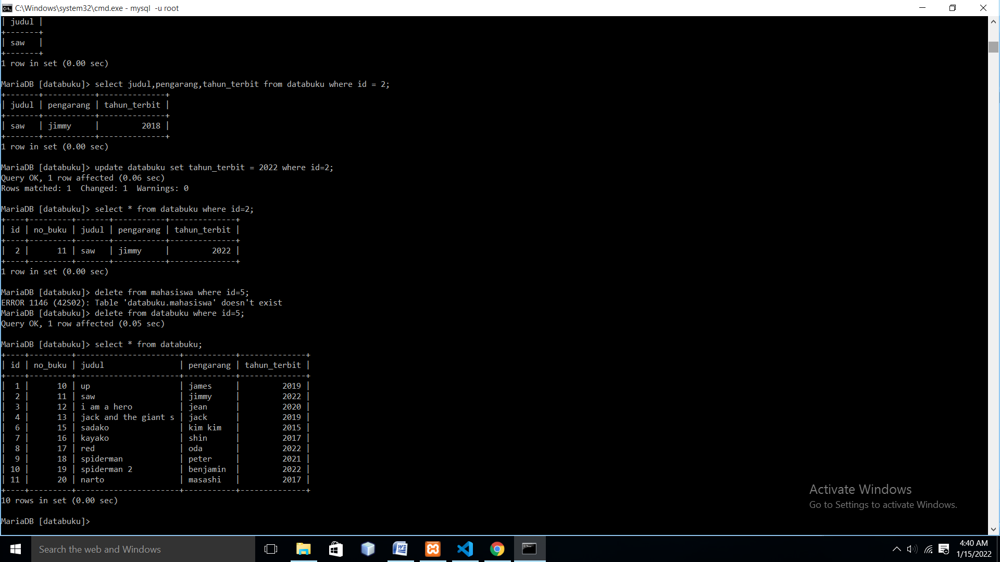 C:\Windows\system32\cmd.exe - mysql  -u root
| judul |
+-------+
| saw   |
+-------+
1 row in set (0.00 sec)
MariaDB [databuku]> select judul,pengarang,tahun_terbit from databuku where id = 2;
+-------+-----------+--------------+
| judul | pengarang | tahun_terbit |
+-------+-----------+--------------+
| saw   | jimmy     |         2018 |
+-------+-----------+--------------+
1 row in set (0.00 sec)
MariaDB [databuku]> update databuku set tahun_terbit = 2022 where id=2;
Query OK, 1 row affected (0.06 sec)
Rows matched: 1  Changed: 1  Warnings: 0
MariaDB [databuku]> select * from databuku where id=2;
+----+---------+-------+-----------+--------------+
| id | no_buku | judul | pengarang | tahun_terbit |
+----+---------+-------+-----------+--------------+
|  2 |      11 | saw   | jimmy     |         2022 |
+----+---------+-------+-----------+--------------+
1 row in set (0.00 sec)
MariaDB [databuku]> delete from mahasiswa where id=5;
ERROR 1146 (42S02): Table 'databuku.mahasiswa' doesn't exist
MariaDB [databuku]> delete from databuku where id=5;
Query OK, 1 row affected (0.05 sec)
MariaDB [databuku]> select * from databuku;
+----+---------+----------------------+-----------+--------------+
| id | no_buku | judul                | pengarang | tahun_terbit |
+----+---------+----------------------+-----------+--------------+
|  1 |      10 | up                   | james     |         2019 |
|  2 |      11 | saw                  | jimmy     |         2022 |
|  3 |      12 | i am a hero          | jean      |         2020 |
|  4 |      13 | jack and the giant s | jack      |         2019 |
|  6 |      15 | sadako               | kim kim   |         2015 |
|  7 |      16 | kayako               | shin      |         2017 |
|  8 |      17 | red                  | oda       |         2022 |
|  9 |      18 | spiderman            | peter     |         2021 |
| 10 |      19 | spiderman 2          | benjamin  |         2022 |
| 11 |      20 | narto                | masashi   |         2017 |
+----+---------+----------------------+-----------+--------------+
10 rows in set (0.00 sec)
MariaDB [databuku]>
Activate Windows
Go to Settings to activate Windows.
Search the web and Windows
4:40 AM
1/15/2022